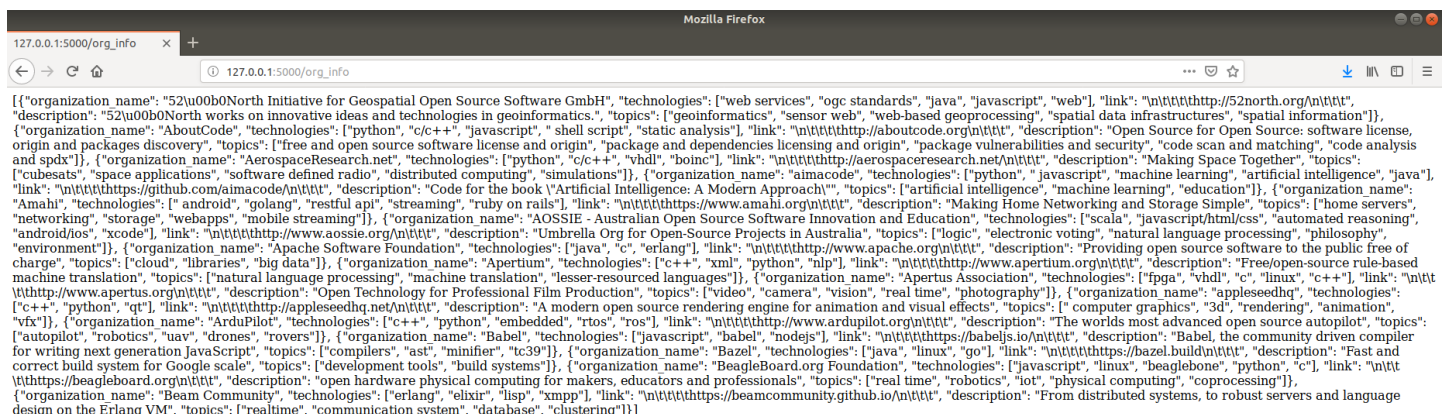 Mozilla Firefox
127.0.0.1:5000/org_info × +
127.0.0.1:5000/org_info
[{"organization_name": "52\u00b0North Initiative for Geospatial Open Source Software GmbH", "technologies": ["web services", "ogc standards", "java", "javascript", "web"], "link": "\n\t\t\t\thttp://52north.org/\n\t\t\t",
"description": "52\u00b0North works on innovative ideas and technologies in geoinformatics.", "topics": ["geoinformatics", "sensor web", "web-based geoprocessing", "spatial data infrastructures", "spatial information"]},
{"organization_name": "AboutCode", "technologies": ["python", "c/c++", "javascript", " shell script", "static analysis"], "link": "\n\t\t\t\thttp://aboutcode.org\n\t\t\t", "description": "Open Source for Open Source: software license,
origin and packages discovery", "topics": ["free and open source software license and origin", "package and dependencies licensing and origin", "package vulnerabilities and security", "code scan and matching", "code analysis
and spdx"]}, {"organization_name": "AerospaceResearch.net", "technologies": ["python", "c/c++", "vhdl", "boinc"], "link": "\n\t\t\t\thttp://aerospaceresearch.net/\n\t\t\t", "description": "Making Space Together", "topics":
["cubesats", "space applications", "software defined radio", "distributed computing", "simulations"]}, {"organization_name": "aimacode", "technologies": ["python", " javascript", "machine learning", "artificial intelligence", "java"],
"link": "\n\t\t\t\thttps://github.com/aimacode/\n\t\t\t", "description": "Code for the book \"Artificial Intelligence: A Modern Approach\"", "topics": ["artificial intelligence", "machine learning", "education"]}, {"organization_name":
"Amahi", "technologies": [" android", "golang", "restful api", "streaming", "ruby on rails"], "link": "\n\t\t\t\thttps://www.amahi.org\n\t\t\t", "description": "Making Home Networking and Storage Simple", "topics": ["home servers",
"networking", "storage", "webapps", "mobile streaming"]}, {"organization_name": "AOSSIE - Australian Open Source Software Innovation and Education", "technologies": ["scala", "javascript/html/css", "automated reasoning",
"android/ios", "xcode"], "link": "\n\t\t\t\thttp://www.aossie.org/\n\t\t\t", "description": "Umbrella Org for Open-Source Projects in Australia", "topics": ["logic", "electronic voting", "natural language processing", "philosophy",
"environment"]}, {"organization_name": "Apache Software Foundation", "technologies": ["java", "c", "erlang"], "link": "\n\t\t\t\thttp://www.apache.org\n\t\t\t", "description": "Providing open source software to the public free of
charge", "topics": ["cloud", "libraries", "big data"]}, {"organization_name": "Apertium", "technologies": ["c++", "xml", "python", "nlp"], "link": "\n\t\t\t\thttp://www.apertium.org\n\t\t\t", "description": "Free/open-source rule-based
machine translation", "topics": ["natural language processing", "machine translation", "lesser-resourced languages"]}, {"organization_name": "Apertus Association", "technologies": ["fpga", "vhdl", "c", "linux", "c++"], "link": "\n\t\t
\t\thttp://www.apertus.org\n\t\t\t", "description": "Open Technology for Professional Film Production", "topics": ["video", "camera", "vision", "real time", "photography"]}, {"organization_name": "appleseedhq", "technologies":
["c++", "python", "qt"], "link": "\n\t\t\t\thttp://appleseedhq.net/\n\t\t\t", "description": "A modern open source rendering engine for animation and visual effects", "topics": [" computer graphics", "3d", "rendering", "animation",
"vfx"]}, {"organization_name": "ArduPilot", "technologies": ["c++", "python", "embedded", "rtos", "ros"], "link": "\n\t\t\t\thttp://www.ardupilot.org\n\t\t\t", "description": "The worlds most advanced open source autopilot", "topics":
["autopilot", "robotics", "uav", "drones", "rovers"]}, {"organization_name": "Babel", "technologies": ["javascript", "babel", "nodejs"], "link": "\n\t\t\t\thttps://babeljs.io/\n\t\t\t", "description": "Babel, the community driven compiler
for writing next generation JavaScript", "topics": ["compilers", "ast", "minifier", "tc39"]}, {"organization_name": "Bazel", "technologies": ["java", "linux", "go"], "link": "\n\t\t\t\thttps://bazel.build\n\t\t\t", "description": "Fast and
correct build system for Google scale", "topics": ["development tools", "build systems"]}, {"organization_name": "BeagleBoard.org Foundation", "technologies": ["javascript", "linux", "beaglebone", "python", "c"], "link": "\n\t\t
\t\thttps://beagleboard.org\n\t\t\t", "description": "open hardware physical computing for makers, educators and professionals", "topics": ["real time", "robotics", "iot", "physical computing", "coprocessing"]},
{"organization_name": "Beam Community", "technologies": ["erlang", "elixir", "lisp", "xmpp"], "link": "\n\t\t\t\thttps://beamcommunity.github.io/\n\t\t\t", "description": "From distributed systems, to robust servers and language
design on the Erlang VM", "topics": ["realtime", "communication system", "database", "clustering"]}]